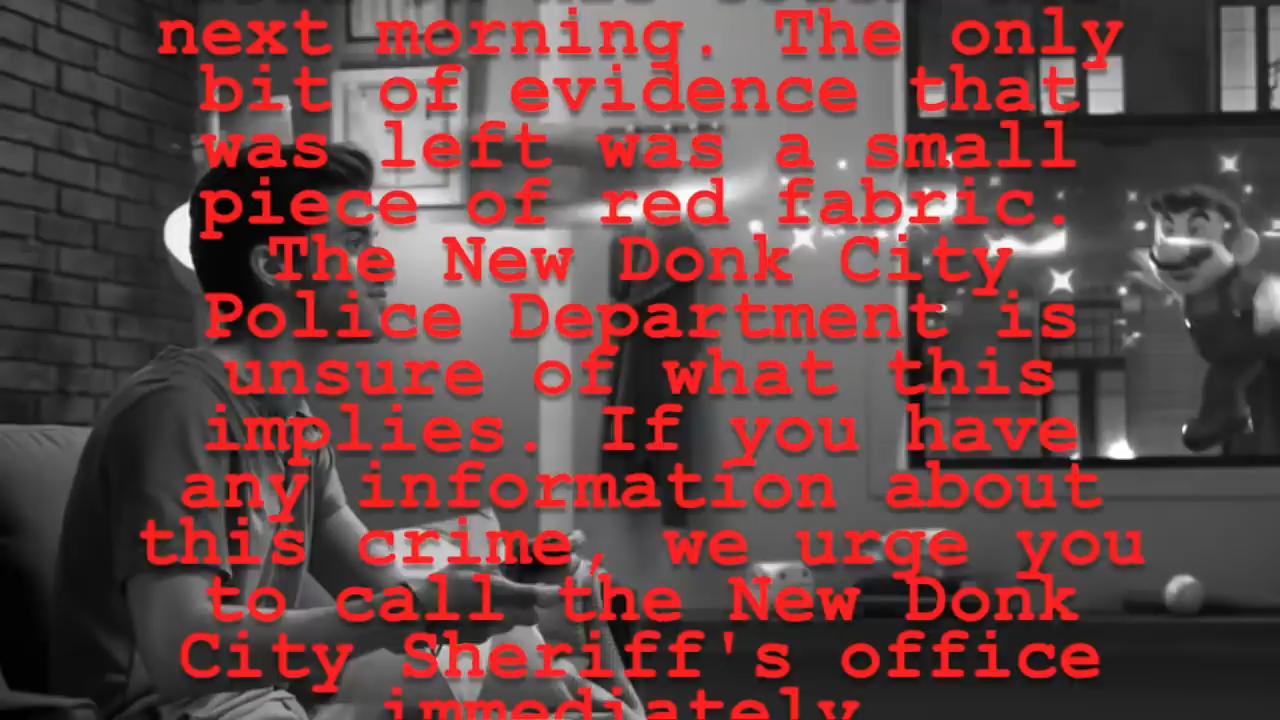 next morning. The only
bit of evidence that
was left was a small
piece of red fabric.
The New Donk City
Police Department is
unsure of what this
implies. If you have
any information about
this crime, we urge you
to call the New Donk
City Sheriff's office
immediately.